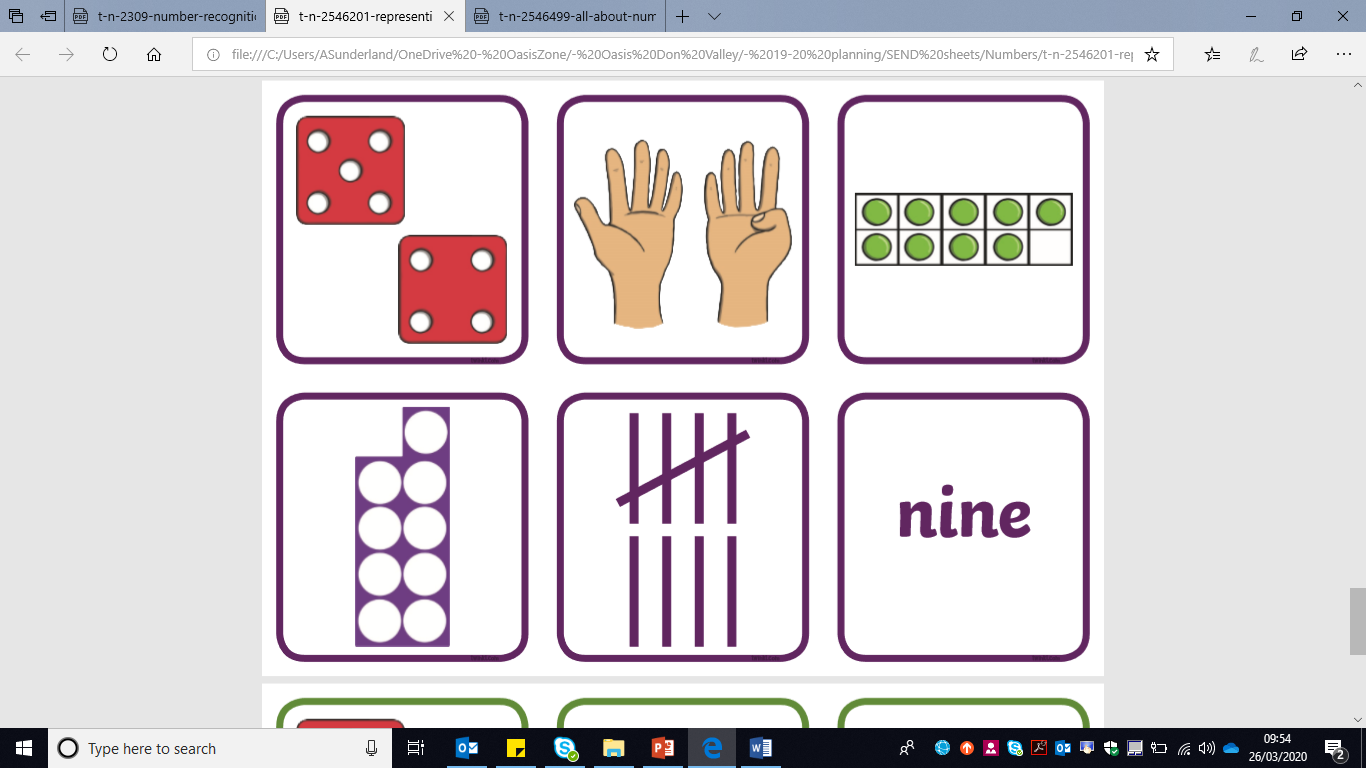 t-n-2309-number-recogniti
t-n-2546201-representi
t-n-2546499-all-about-num
file:///C:/Users/ASunderland/OneDrive%20-%20OasisZone/-%20Oasis%20Don%20Valley/-%2019-20%20planning/SEND%20sheets/Numbers/t-n-2546201-rep
nine
Type here to search
09:54
26/03/2020
2